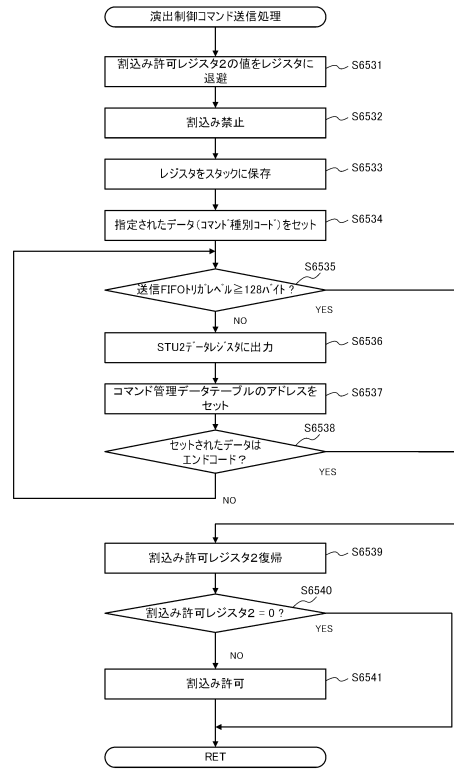 演出制御コマンド送信処理
割込み許可レジスタ2の値をレジスタに
退避
S6531
割込み禁止
S6532
レジスタをスタックに保存
S6533
指定されたデータ(コマンド種別コード)をセット
S6534
S6535
送信FIFOトリガレベル≧128バイト?
YES
NO
STU2データレジスタに出力
S6536
コマンド管理データテーブルのアドレスを
セット
S6537
S6538
セットされたデータは
エンドコード?
YES
NO
割込み許可レジスタ2復帰
S6539
S6540
割込み許可レジスタ2=0?
YES
NO
割込み許可
S6541
RET